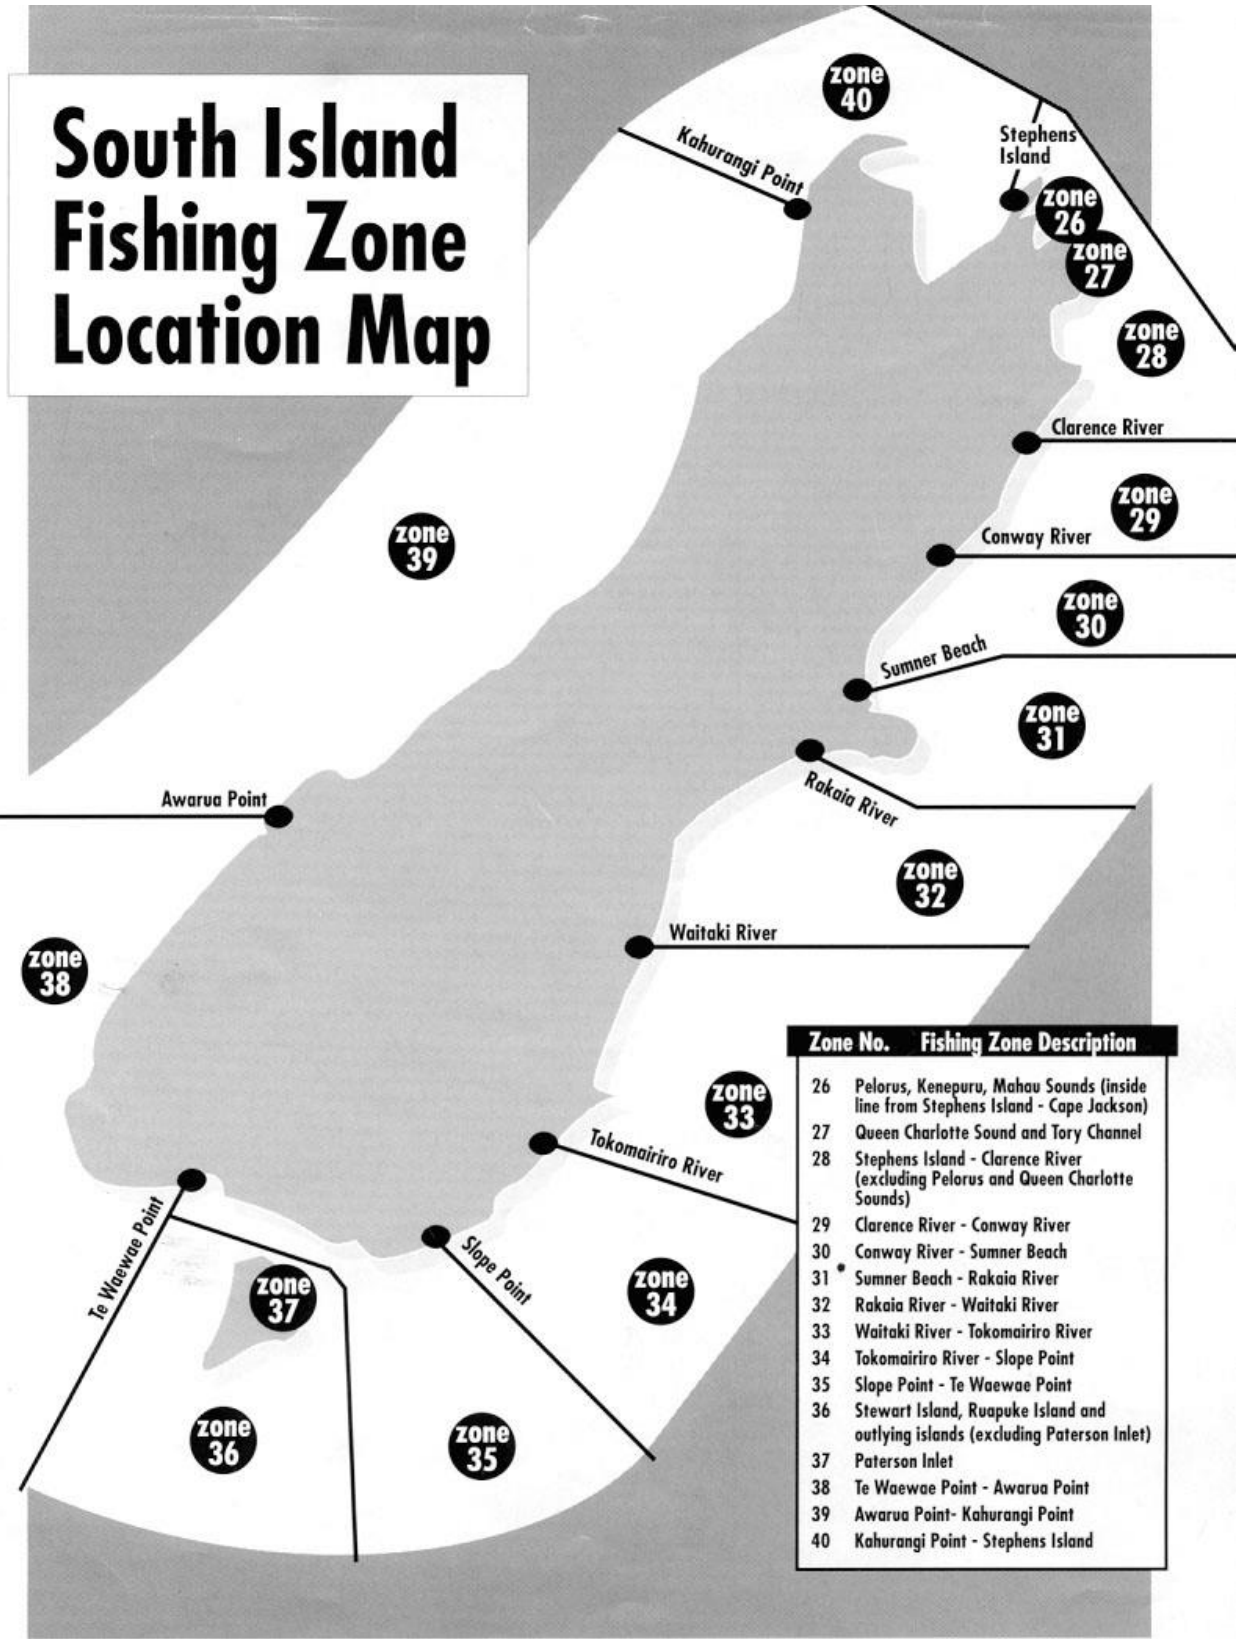 South Island
Fishing Zone
Location Map
zone
40
Kahurangi Point
Stephens
Island
zone
26
zone
27
zone
28
Clarence River
zone
29
Conway River
zone
39
zone
30
Sumner Beach
zone
31
Rakaia River
Awarua Point
zone
32
Waitaki River
zone
38
zone
33
Tokomairiro River
Te Waewae Point
Slope Point
zone
37
zone
34
zone
36
zone
35
Zone No. Fishing Zone Description
26 Pelorus, Kenepuru, Mahau Sounds (inside
line from Stephens Island - Cape Jackson)
27 Queen Charlotte Sound and Tory Channel
28 Stephens Island - Clarence River
(excluding Pelorus and Queen Charlotte
Sounds)
29 Clarence River - Conway River
30 Conway River - Sumner Beach
31 Sumner Beach - Rakaia River
32 Rakaia River - Waitaki River
33 Waitaki River - Tokomairiro River
34 Tokomairiro River - Slope Point
35 Slope Point - Te Waewae Point
36 Stewart Island, Ruapuke Island and
outlying islands (excluding Paterson Inlet)
37 Paterson Inlet
38 Te Waewae Point - Awarua Point
39 Awarua Point- Kahurangi Point
40 Kahurangi Point - Stephens Island